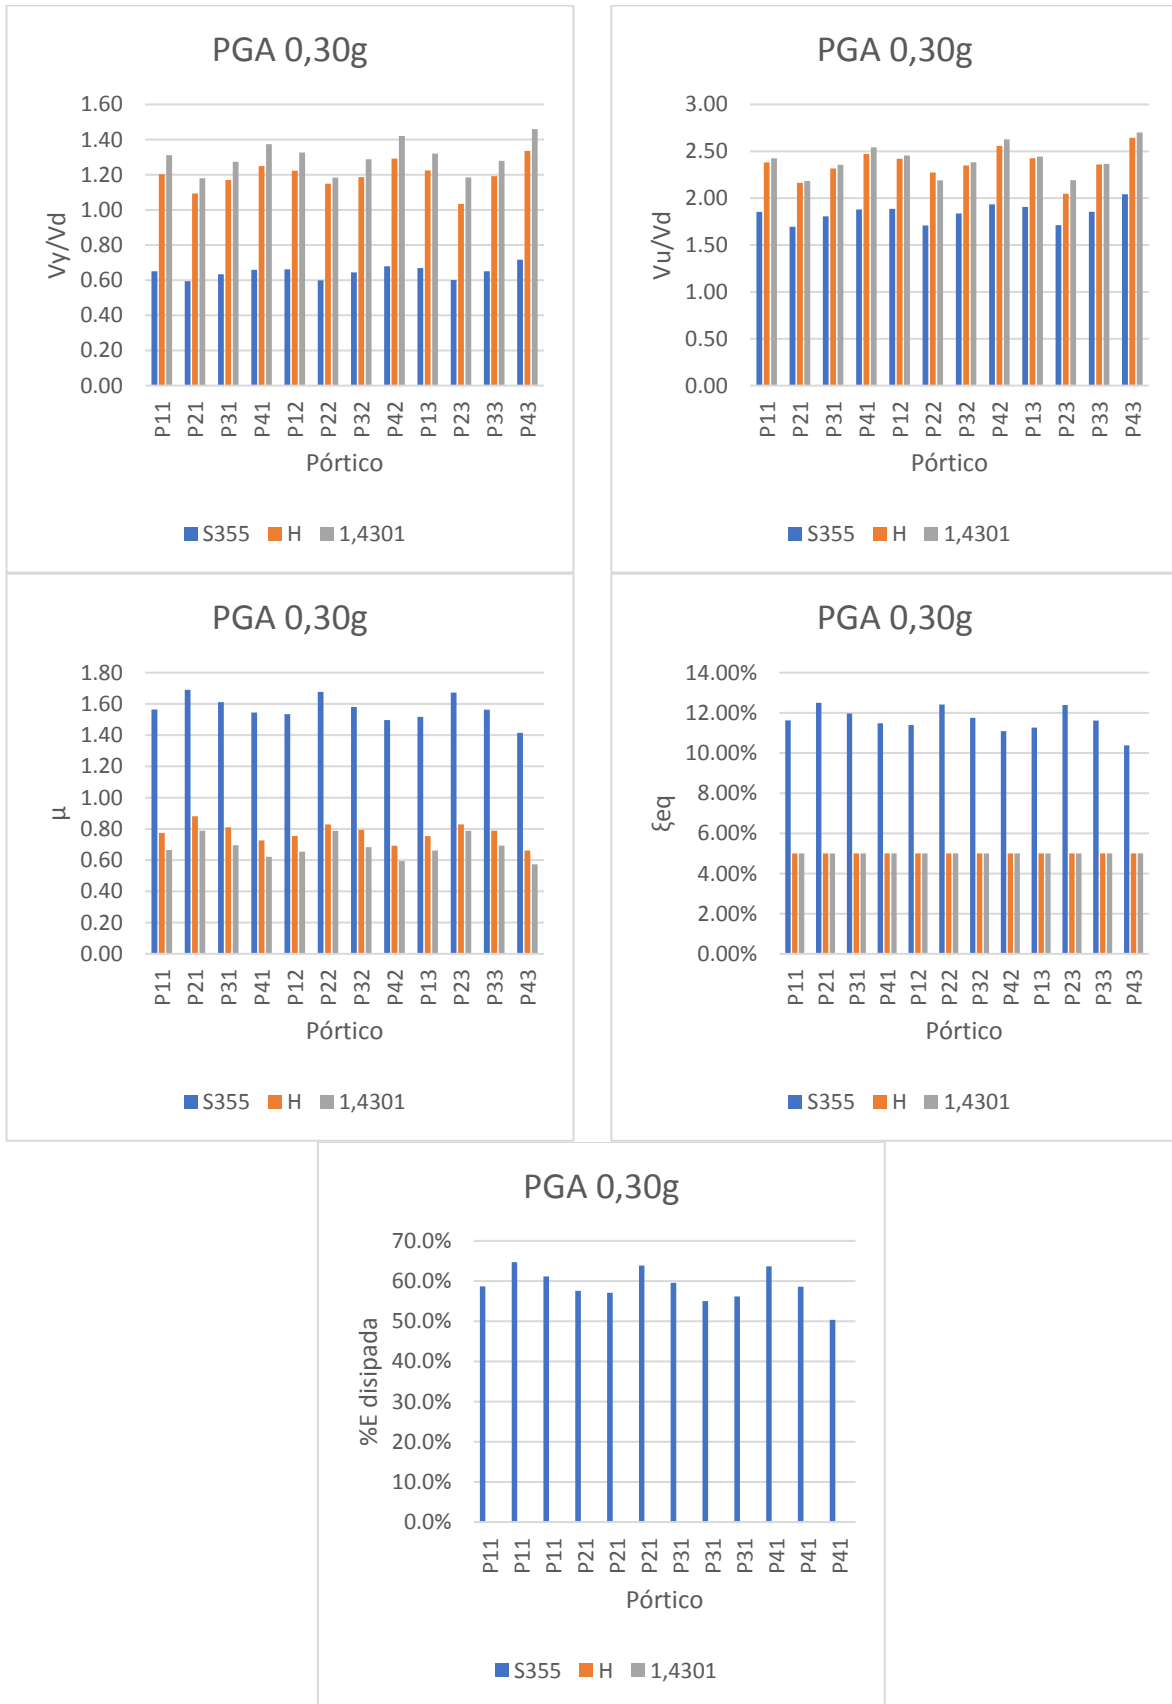 PGA 0,30g
1.60
1.40
1.20
1.00
0.80
0.60
0.40
0.20
0.00
Vy/Vd
P11 P21 P31 P41 P12 P22 P32 P42 P13 P23 P33 P43
Pórtico
S355 H 1,4301
PGA 0,30g
3.00
2.50
2.00
1.50
1.00
0.50
0.00
Vu/Vd
P11 P21 P31 P41 P12 P22 P32 P42 P13 P23 P33 P43
Pórtico
S355 H 1,4301
PGA 0,30g
1.80
1.60
1.40
1.20
1.00
0.80
0.60
0.40
0.20
0.00
μ
P11 P21 P31 P41 P12 P22 P32 P42 P13 P23 P33 P43
Pórtico
S355 H 1,4301
PGA 0,30g
14.00%
12.00%
10.00%
8.00%
6.00%
4.00%
2.00%
0.00%
ξeq
P11 P21 P31 P41 P12 P22 P32 P42 P13 P23 P33 P43
Pórtico
S355 H 1,4301
PGA 0,30g
70.0%
60.0%
50.0%
40.0%
30.0%
20.0%
10.0%
0.0%
%E disipada
P11 P11 P11 P21 P21 P21 P31 P31 P31 P41 P41 P41
Pórtico
S355 H 1,4301